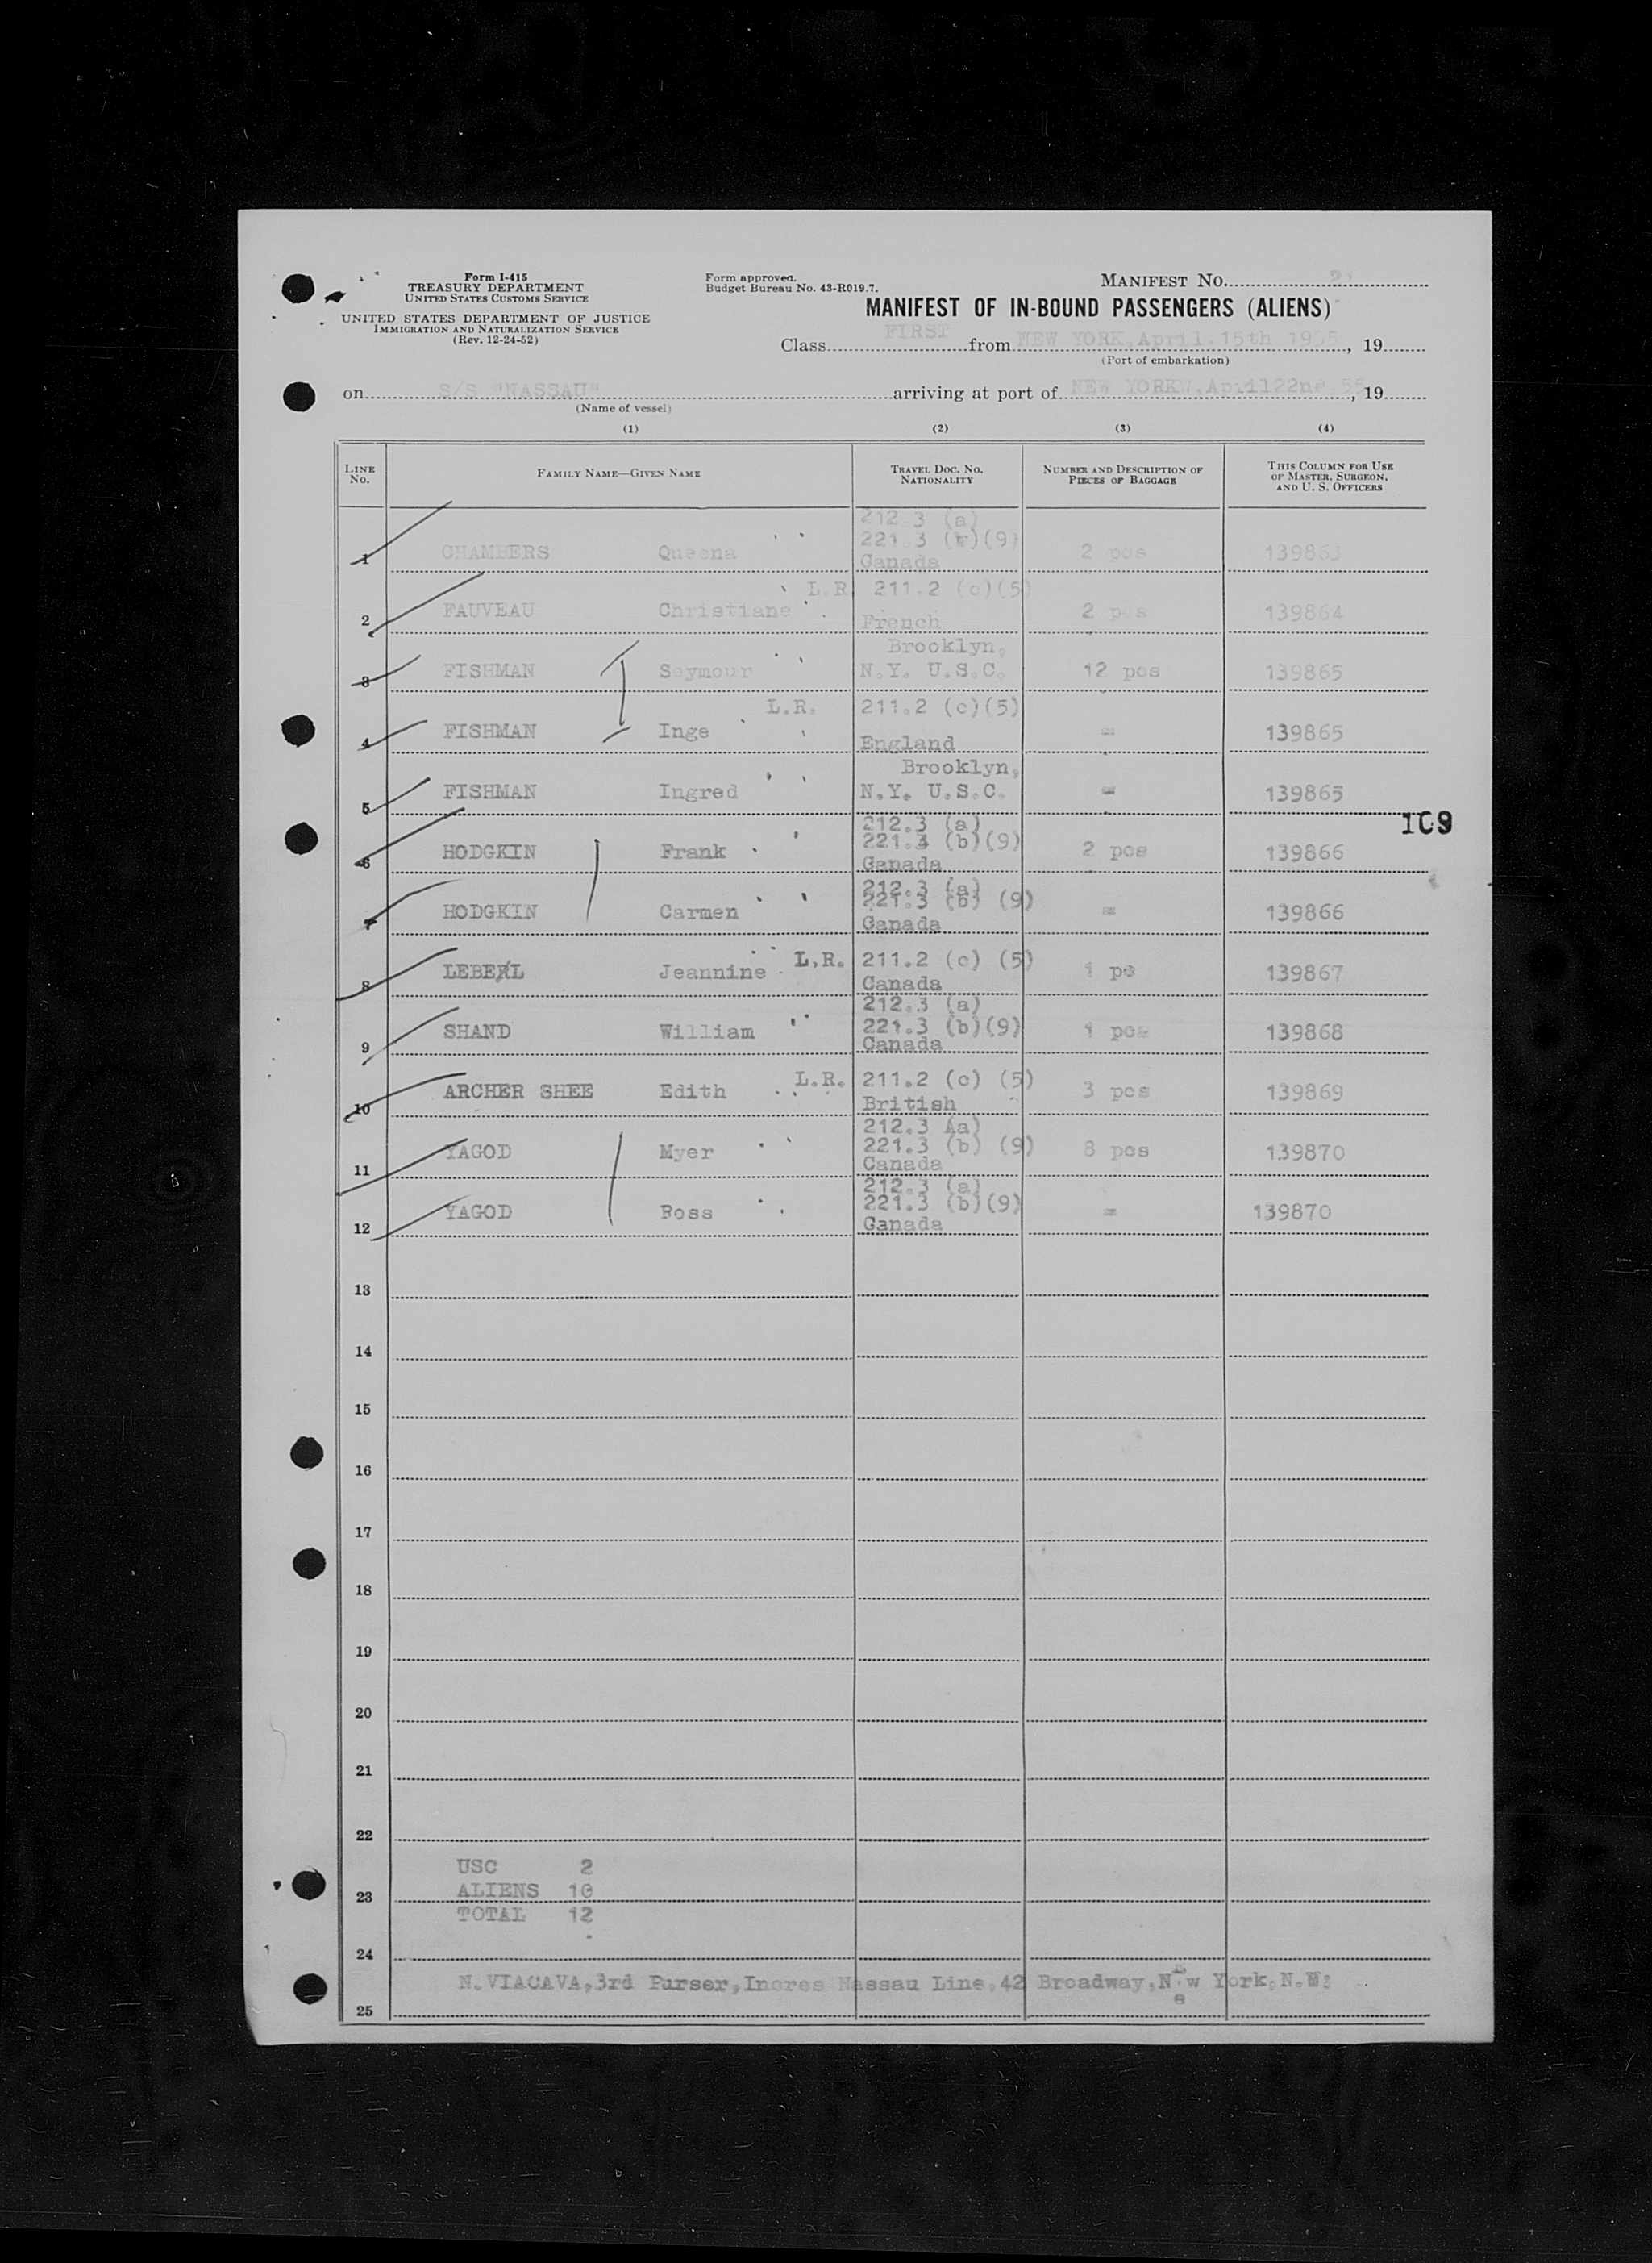 Form I-415
TREASURY DEPARTMENT
UNITED STATES CUSTOMS SERVICE
UNITED STATES DEPARTMENT OF JUSTICE
IMMIGRATION AND NATURALIZATION SERVICE
(Rev. 12-24-52)
Form approved.
Budget Bureau No. 43-R019.7.
MANIFEST No.
MANIFEST OF IN-BOUND PASSENGERS (ALIENS)
Class FIRST from NEW YORK, April 15th 1955, 19
(Port of embarkation)
on S/S "NASSAU" arriving at port of NEW YORK, April 22nd 55, 19
(Name of vessel)
(1) (2) (3) (4)
LINE No. FAMILY NAME—GIVEN NAME TRAVEL DOC. No. NATIONALITY NUMBER AND DESCRIPTION OF PIECES OF BAGGAGE THIS COLUMN FOR USE OF MASTER, SURGEON, AND U. S. OFFICERS
212.3 (a)
221.3 (b)(9)
1 CHAMBERS Queena Canada 2 pcs 139863
L.R. 211.2 (c)(5)
2 FAUVEAU Christiane French 2 pcs 139864
Brooklyn,
3 FISHMAN Seymour N.Y. U.S.C. 12 pcs 139865
L.R. 211.2 (c)(5)
4 FISHMAN Inge England = 139865
Brooklyn,
5 FISHMAN Ingred N.Y. U.S.C. = 139865
109
212.3 (a)
221.3 (b)(9)
6 HODGKIN Frank Canada 2 pcs 139866
212.3 (a)
221.3 (b) (9)
7 HODGKIN Carmen Canada = 139866
L.R. 211.2 (c) (5)
8 LEBEL Jeannine Canada 1 pc 139867
212.3 (a)
221.3 (b)(9)
9 SHAND William Canada 1 pcs 139868
L.R. 211.2 (c) (5)
10 ARCHER SHEE Edith British 3 pcs 139869
212.3 (a)
221.3 (b) (9)
11 YAGOD Myer Canada 8 pcs 139870
212.3 (a)
221.3 (b)(9)
12 YAGOD Ross Canada = 139870
13
14
15
16
17
18
19
20
21
22
USC 2
23 ALIENS 10
TOTAL 12
24
N.VIACAVA,3rd Purser,Incres Nassau Line,42 Broadway,New York,N.Y.
25